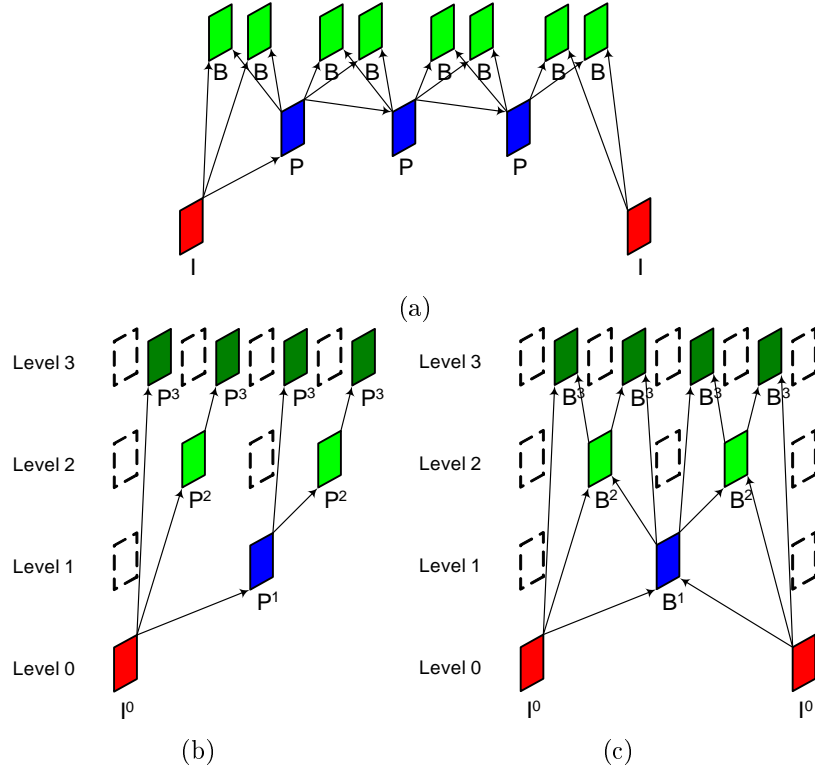 B B B B B B B B
P P P
I I
(a)
Level 3 Level 3
P³ P³ P³ P³ B³ B³ B³ B³
Level 2 Level 2
P² P² B² B²
Level 1 Level 1
P¹ B¹
Level 0 Level 0
I⁰ I⁰ I⁰
(b) (c)